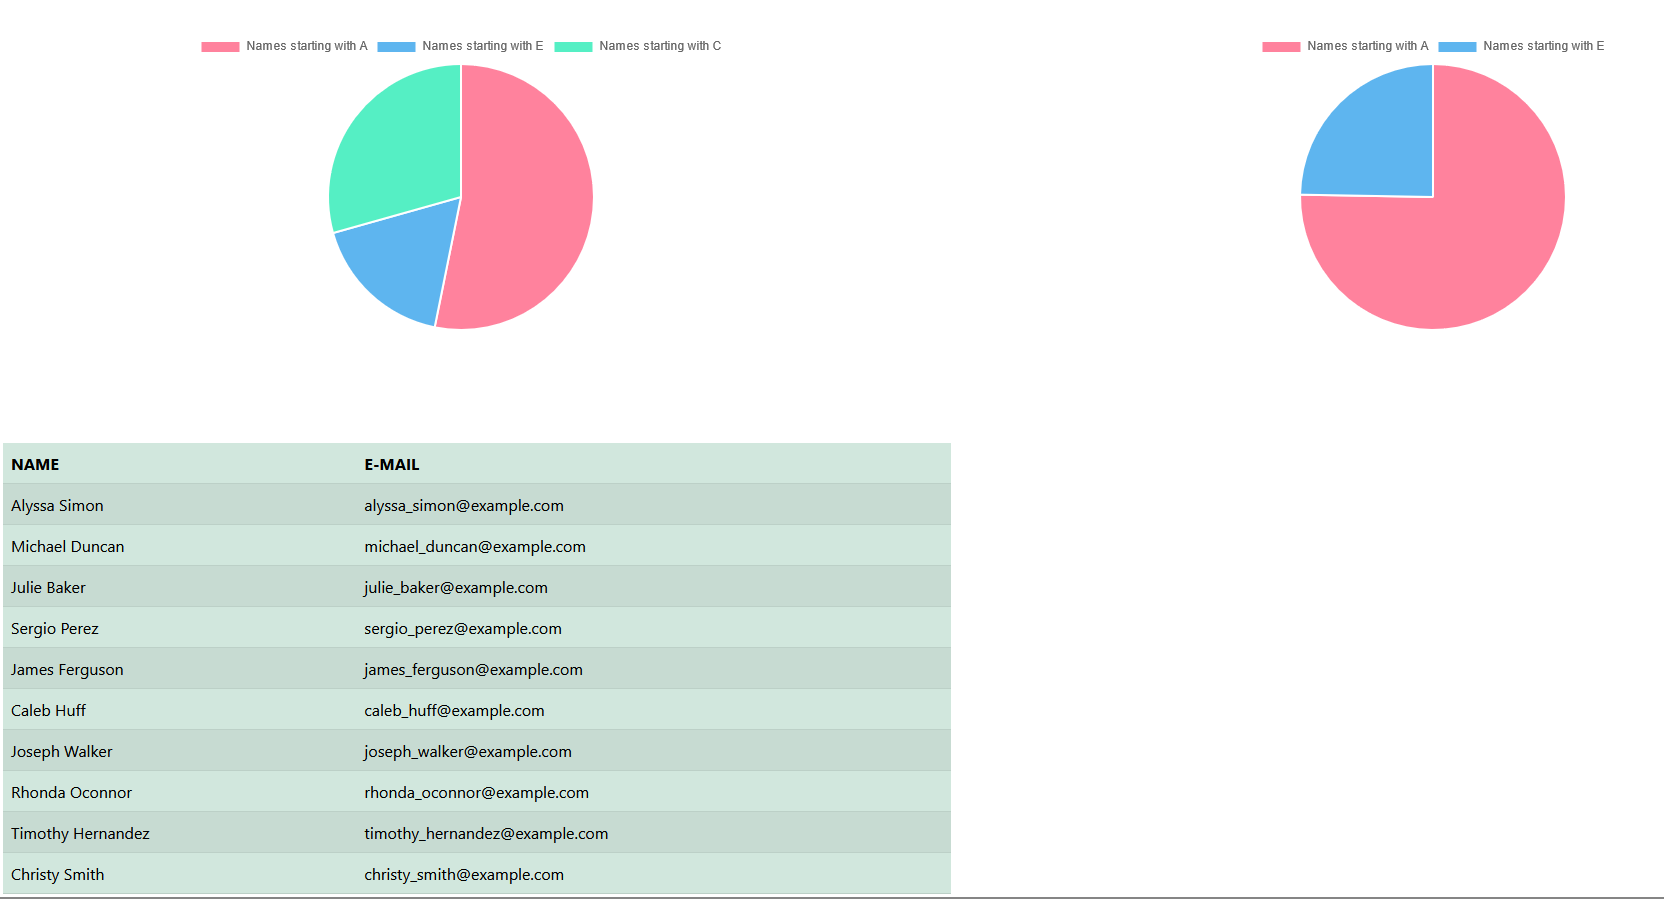 Names starting with A Names starting with E Names starting with C
Names starting with A Names starting with E
NAME E-MAIL
Alyssa Simon alyssa_simon@example.com
Michael Duncan michael_duncan@example.com
Julie Baker julie_baker@example.com
Sergio Perez sergio_perez@example.com
James Ferguson james_ferguson@example.com
Caleb Huff caleb_huff@example.com
Joseph Walker joseph_walker@example.com
Rhonda Oconnor rhonda_oconnor@example.com
Timothy Hernandez timothy_hernandez@example.com
Christy Smith christy_smith@example.com